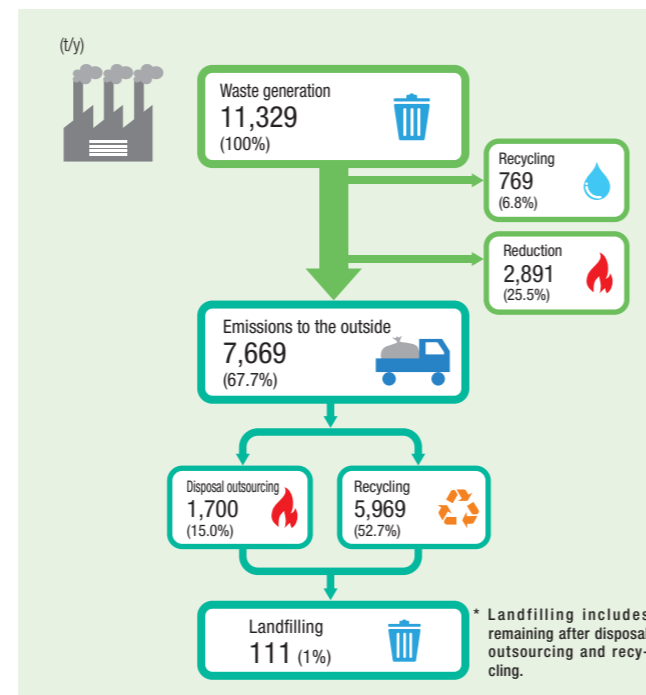 (t/y)
Waste generation
11,329
(100%)
Recycling
769
(6.8%)
Reduction
2,891
(25.5%)
Emissions to the outside
7,669
(67.7%)
Disposal outsourcing
1,700
(15.0%)
Recycling
5,969
(52.7%)
Landfilling
111 (1%)
* Landfilling includes
remaining after disposal
outsourcing and recy-
cling.